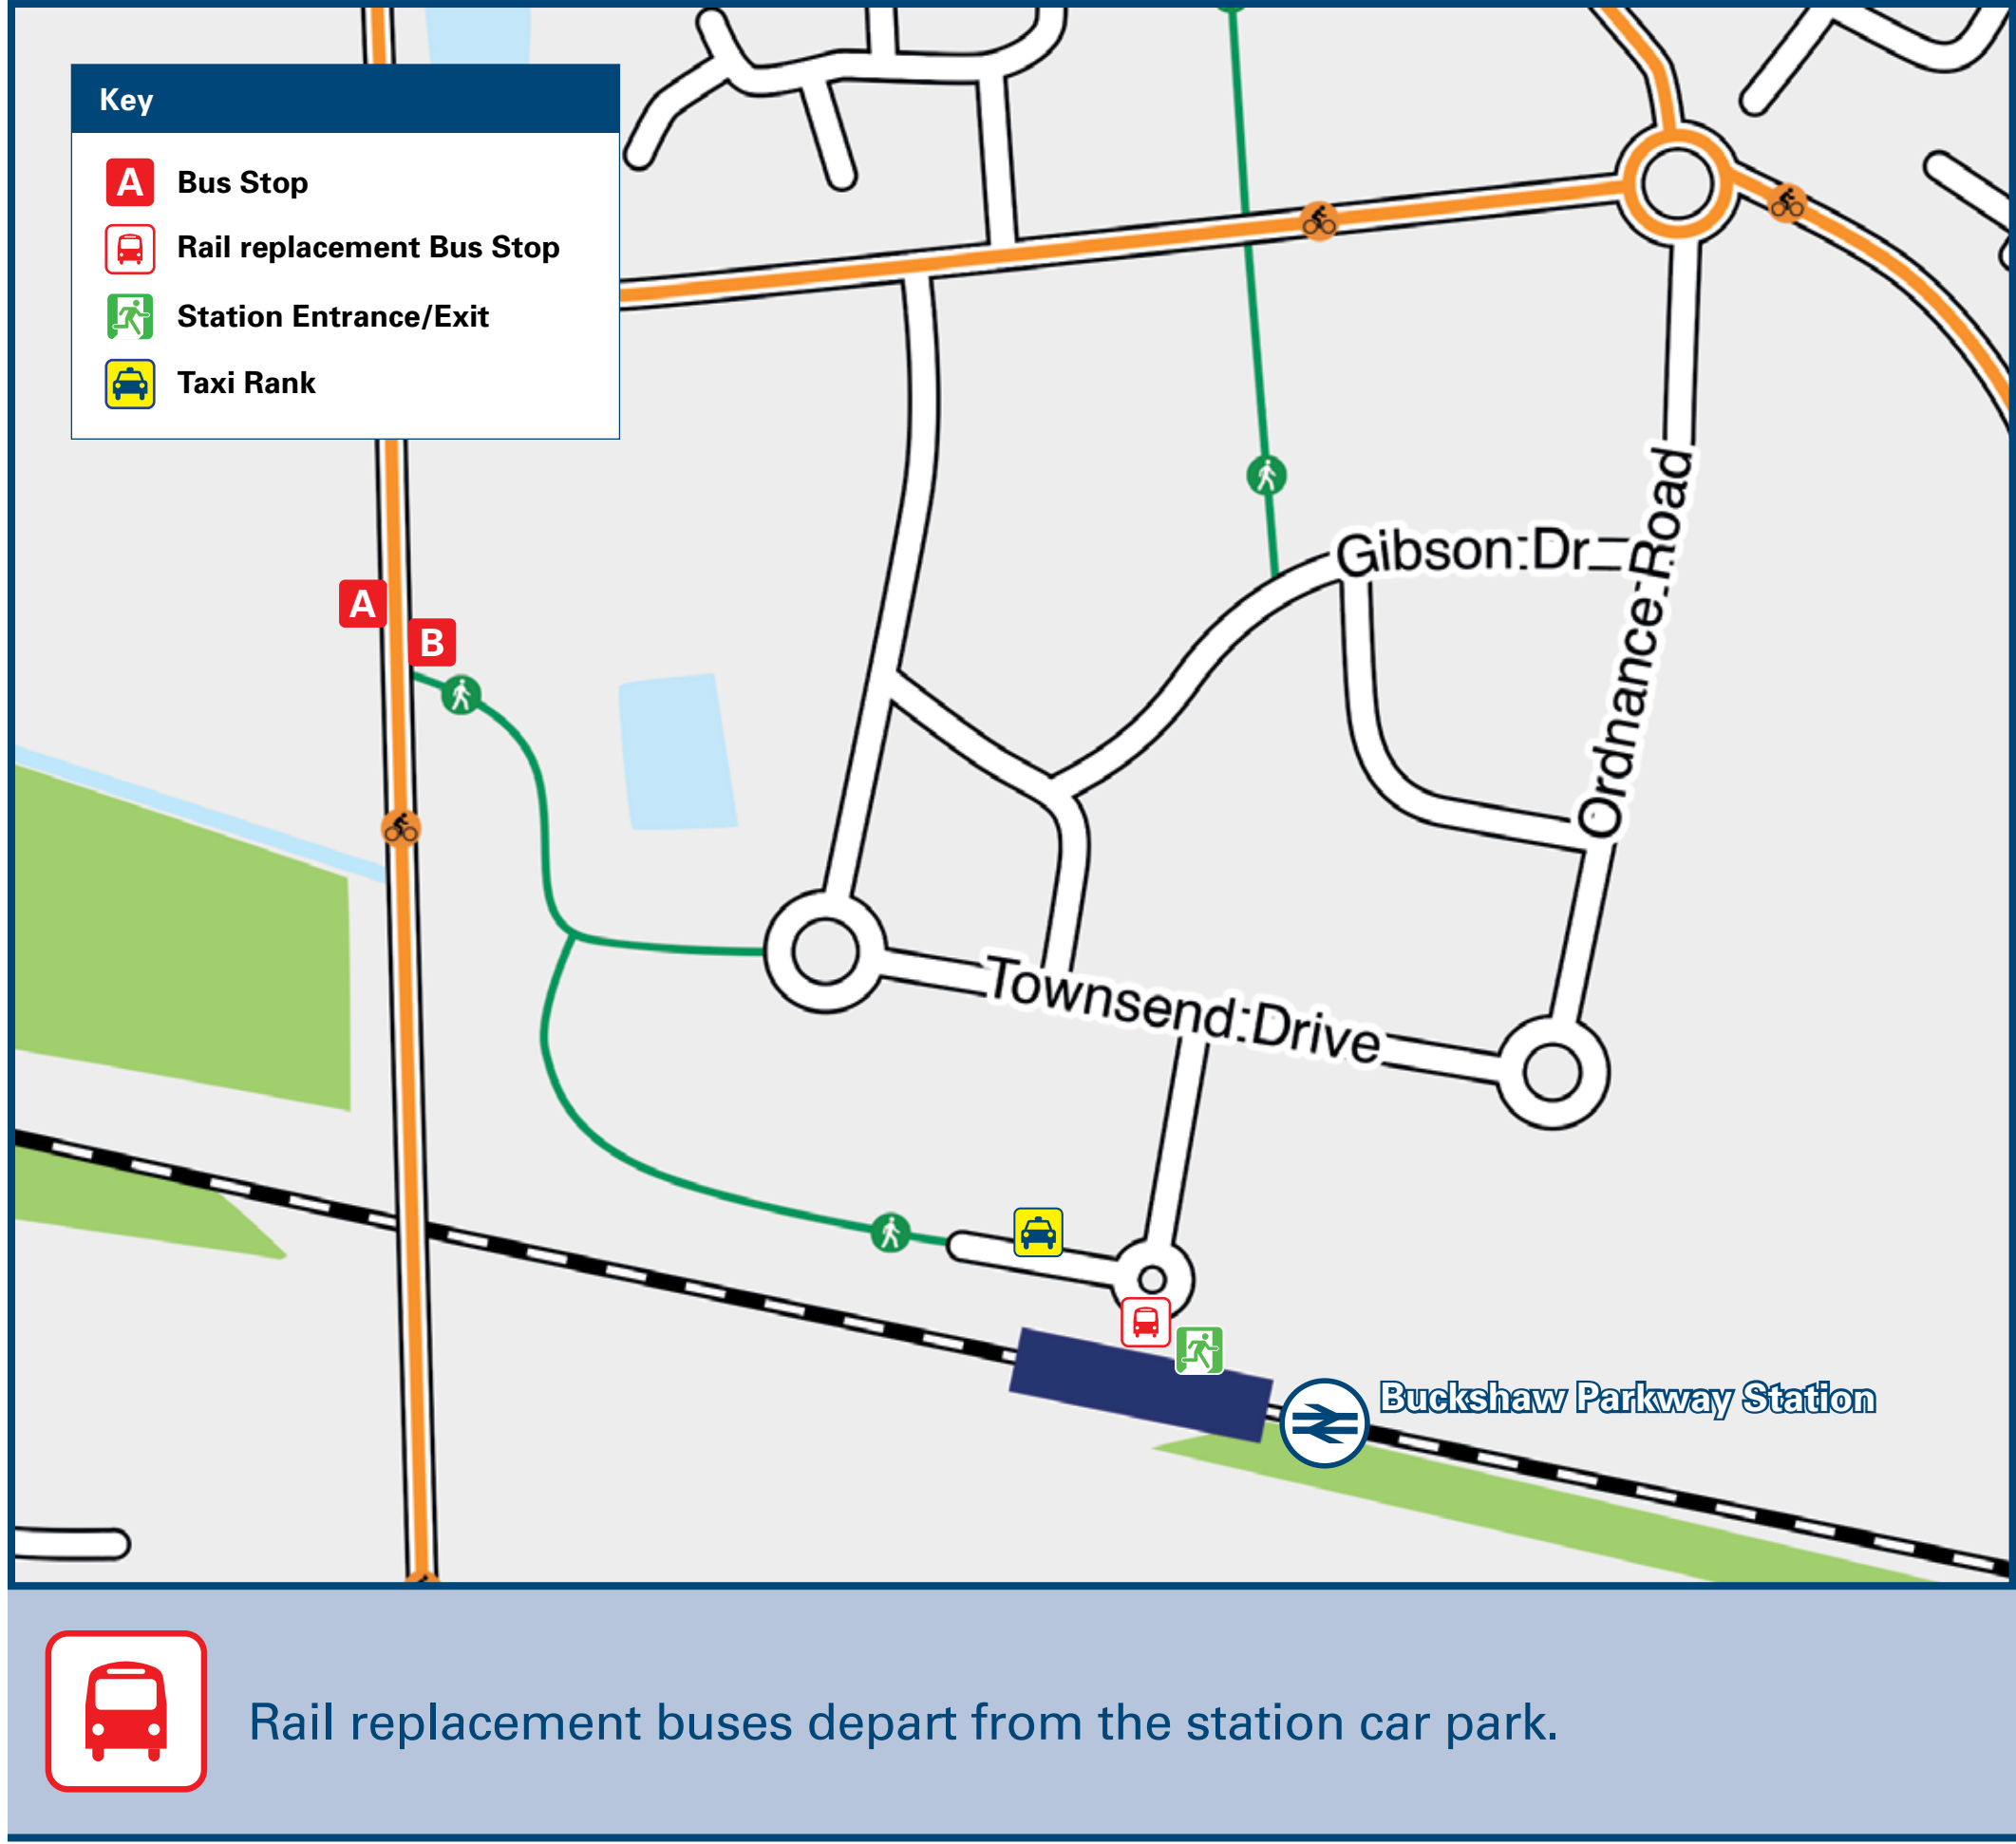 Key
A Bus Stop
Rail replacement Bus Stop
Station Entrance/Exit
Taxi Rank
A
B
Gibson Dr
Ordnance Road
Townsend Drive
Buckshaw Parkway Station
Rail replacement buses depart from the station car park.